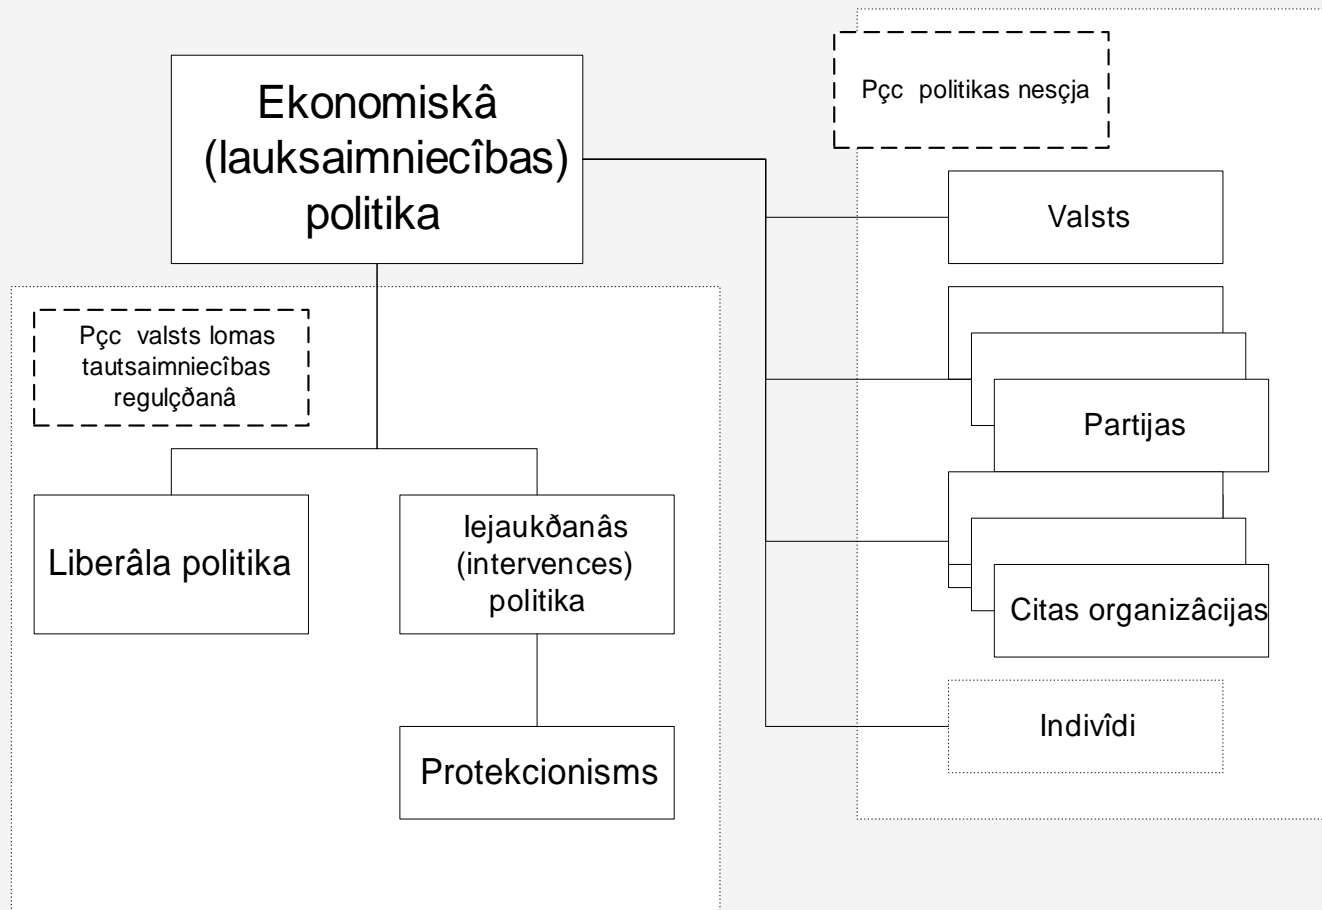 Ekonomiskâ
(lauksaimniecîbas)
politika
Pçc politikas nesçja
Valsts
Partijas
Citas organizâcijas
Indivîdi
Pçc valsts lomas
tautsaimniecîbas
regulçðanâ
Liberâla politika
Iejaukðanâs
(intervences)
politika
Protekcionisms